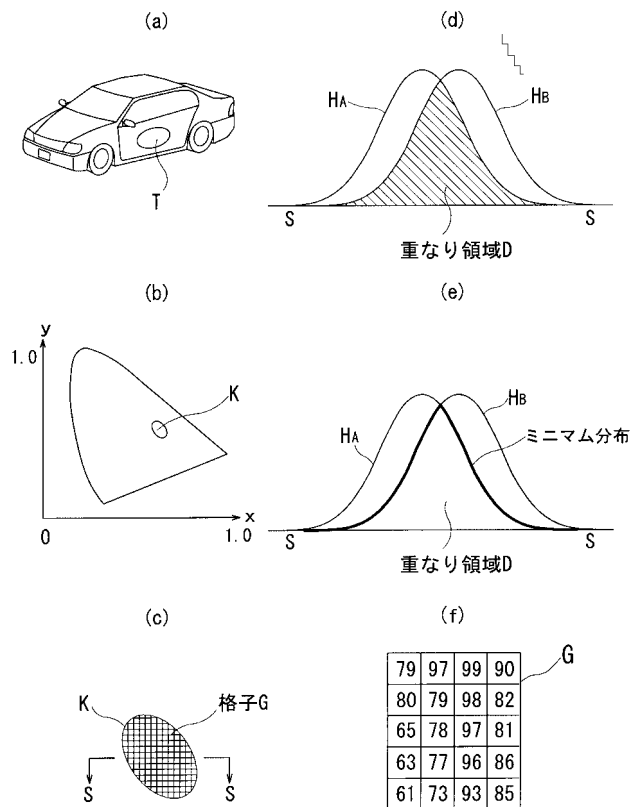 (a)
T
(b)
y
1.0
K
0
x
1.0
(c)
K
格子G
S
S
(d)
HA
HB
S
S
重なり領域D
(e)
HA
HB
ミニマム分布
S
S
重なり領域D
(f)
G
79 97 99 90
80 79 98 82
65 78 97 81
63 77 96 86
61 73 93 85